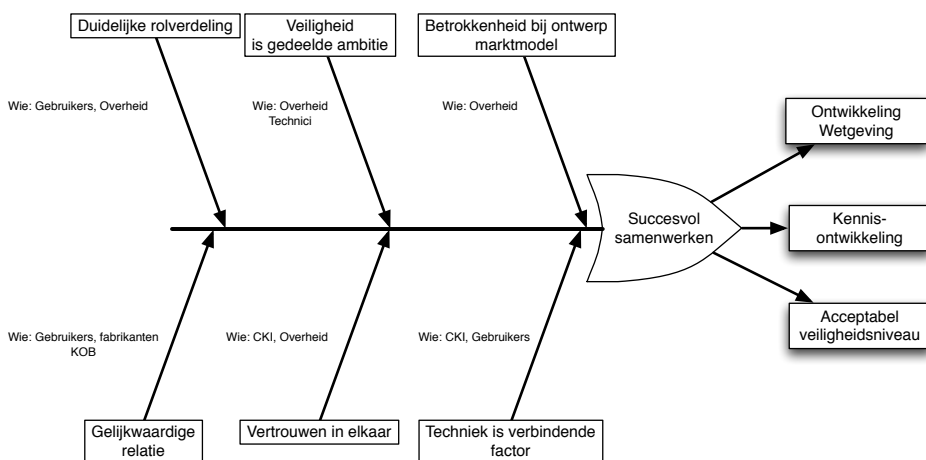 Duidelijke rolverdeling
Veiligheid
is gedeelde ambitie
Betrokkenheid bij ontwerp
marktmodel
Wie: Gebruikers, Overheid
Wie: Overheid
Technici
Wie: Overheid
Ontwikkeling
Wetgeving
Succesvol
samenwerken
Kennis-
ontwikkeling
Acceptabel
veiligheidsniveau
Wie: Gebruikers, fabrikanten
KOB
Wie: CKI, Overheid
Wie: CKI, Gebruikers
Gelijkwaardige
relatie
Vertrouwen in elkaar
Techniek is verbindende
factor